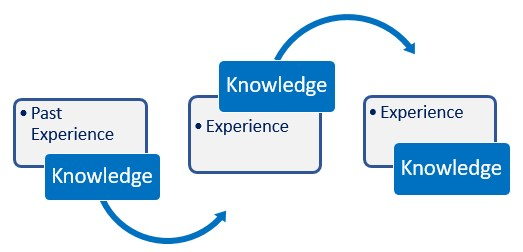 • Past
Experience
Knowledge
Knowledge
• Experience
• Experience
Knowledge